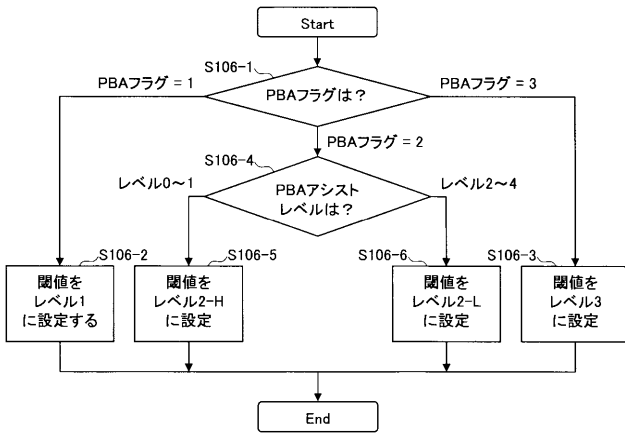 Start
S106-1
PBAフラグ = 1
PBAフラグは?
PBAフラグ = 3
PBAフラグ = 2
S106-4
レベル0~1
PBAアシスト
レベルは?
レベル2~4
S106-2
閾値を
レベル1
に設定する
S106-5
閾値を
レベル2-H
に設定
S106-6
閾値を
レベル2-L
に設定
S106-3
閾値を
レベル3
に設定
End